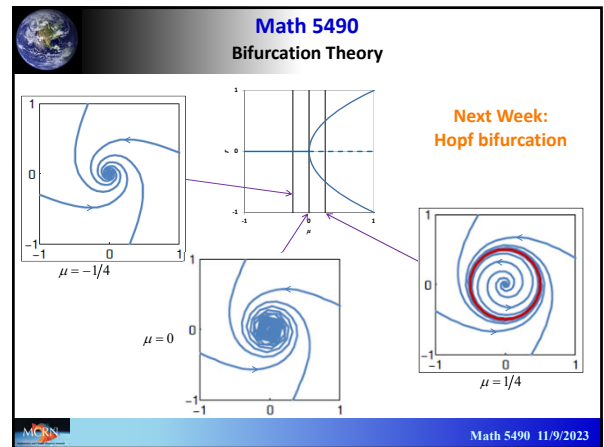 Math 5490
Bifurcation Theory
Next Week:
Hopf bifurcation
1
0
-1
-1
0
1
μ = -1/4
1
r
0
-1
-1
0
1
μ
1
0
-1
-1
0
1
μ = 0
1
0
-1
-1
0
1
μ = 1/4
MCRN
Math 5490 11/9/2023